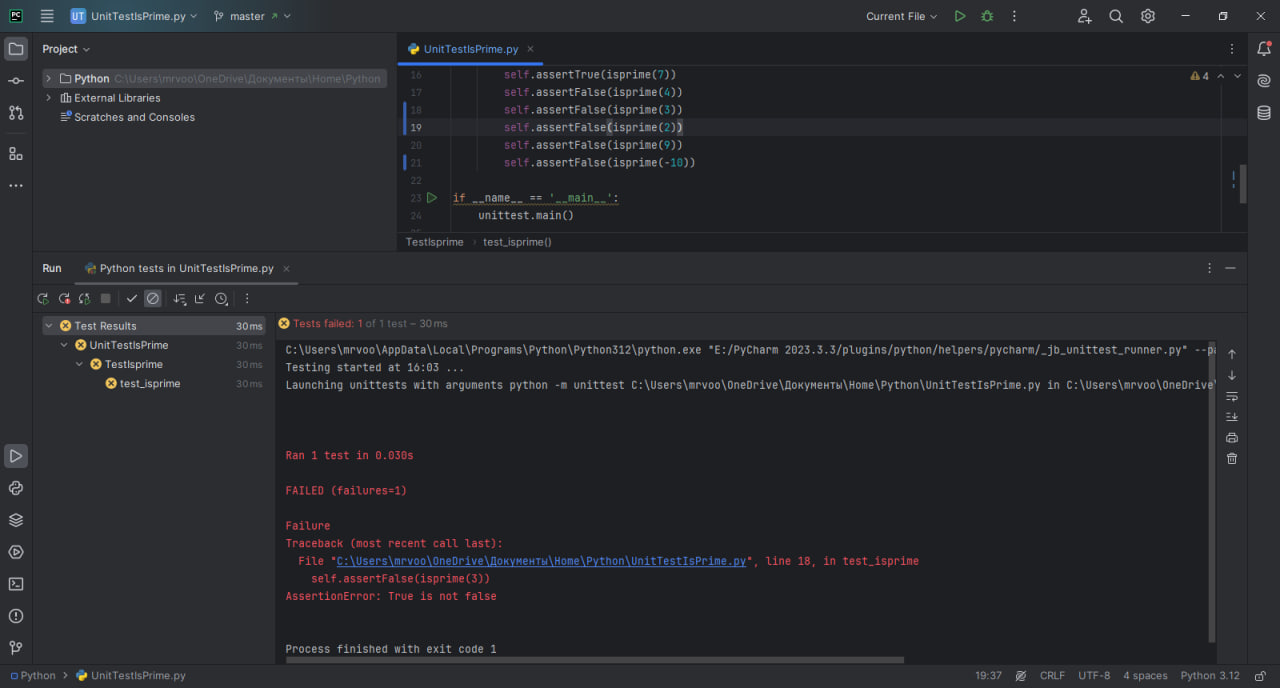 PC
UT UnitTestIsPrime.py
master
Current File
Project
UnitTestIsPrime.py
Python C:\Users\mrvoo\OneDrive\Документы\Home\Python
External Libraries
Scratches and Consoles
4
16 self.assertTrue(isprime(7))
17 self.assertFalse(isprime(4))
18 self.assertFalse(isprime(3))
19 self.assertFalse(isprime(2))
20 self.assertFalse(isprime(9))
21 self.assertFalse(isprime(-10))
22
23 if __name__ == '__main__':
24 unittest.main()
TestIsprime › test_isprime()
Run
Python tests in UnitTestIsPrime.py
Test Results 30 ms
UnitTestIsPrime 30 ms
TestIsprime 30 ms
test_isprime 30 ms
Tests failed: 1 of 1 test – 30 ms
C:\Users\mrvoo\AppData\Local\Programs\Python\Python312\python.exe "E:/PyCharm 2023.3.3/plugins/python/helpers/pycharm/_jb_unittest_runner.py"
Testing started at 16:03 ...
Launching unittests with arguments python -m unittest C:\Users\mrvoo\OneDrive\Документы\Home\Python\UnitTestIsPrime.py in C:\Users\mrvoo\OneDrive\
Ran 1 test in 0.030s
FAILED (failures=1)
Failure
Traceback (most recent call last):
File "C:\Users\mrvoo\OneDrive\Документы\Home\Python\UnitTestIsPrime.py", line 18, in test_isprime
self.assertFalse(isprime(3))
AssertionError: True is not false
Process finished with exit code 1
Python > UnitTestIsPrime.py
19:37 CRLF UTF-8 4 spaces Python 3.12